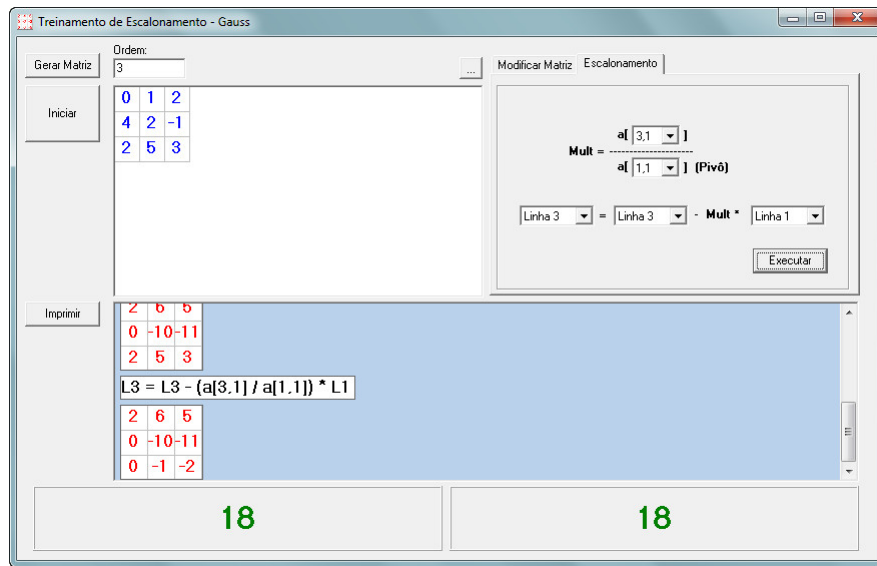 Treinamento de Escalonamento - Gauss
Gerar Matriz
Ordem:
3
...
Modificar Matriz
Escalonamento
Iniciar
0 1 2
4 2 -1
2 5 3
Mult =
a[ 3,1 ]
a[ 1,1 ] (Pivô)
Linha 3 = Linha 3 - Mult * Linha 1
Executar
Imprimir
2 6 5
0 -10 -11
2 5 3
L3 = L3 - (a[3,1] / a[1,1]) * L1
2 6 5
0 -10 -11
0 -1 -2
18
18